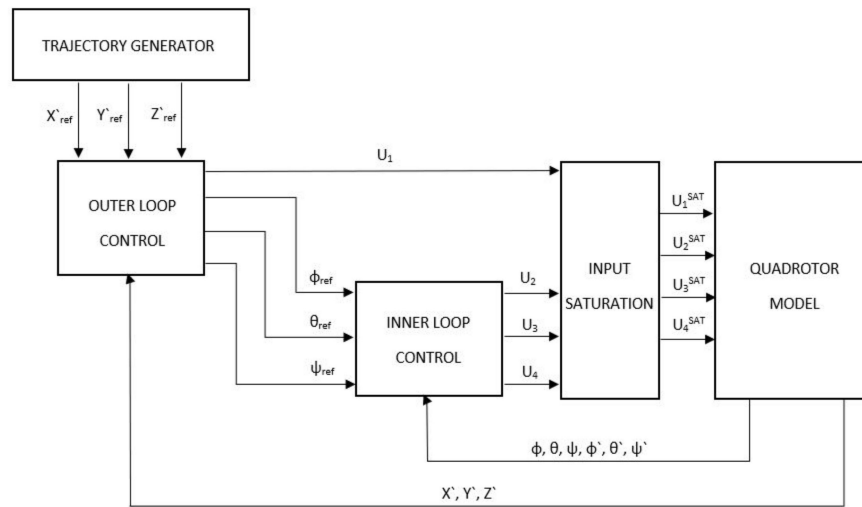 TRAJECTORY GENERATOR
X`ref Y`ref Z`ref
U1
OUTER LOOP
CONTROL
ϕref
θref
ψref
INNER LOOP
CONTROL
U2
U3
U4
INPUT
SATURATION
U1SAT
U2SAT
U3SAT
U4SAT
QUADROTOR
MODEL
ϕ, θ, ψ, ϕ`, θ`, ψ`
X`, Y`, Z`